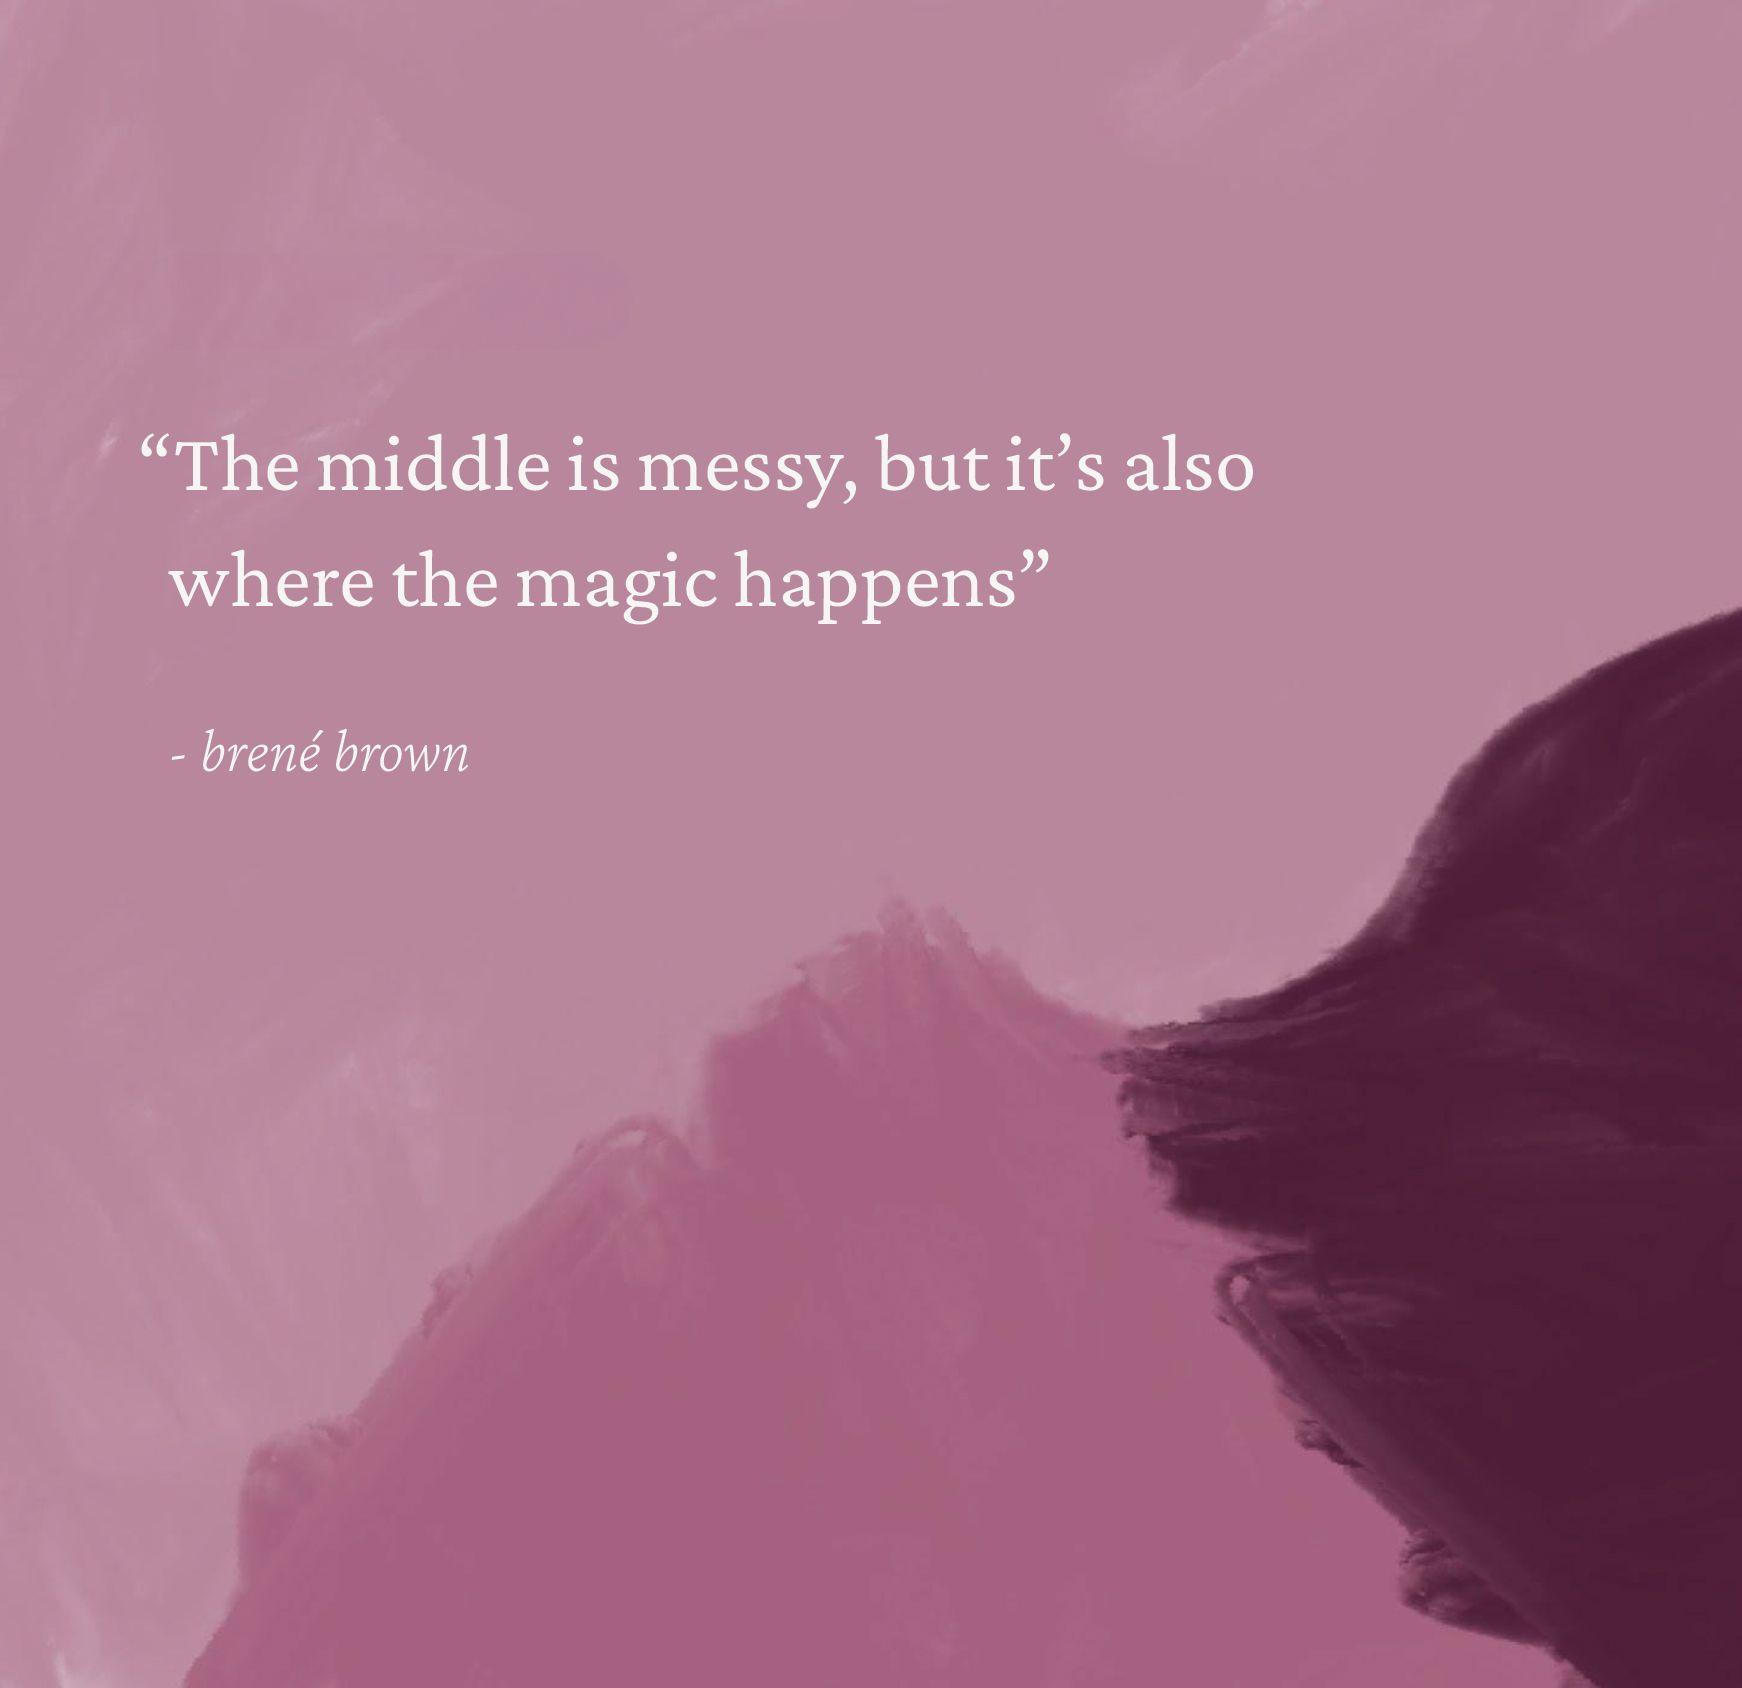 “The middle is messy, but it’s also
where the magic happens”
- brené brown